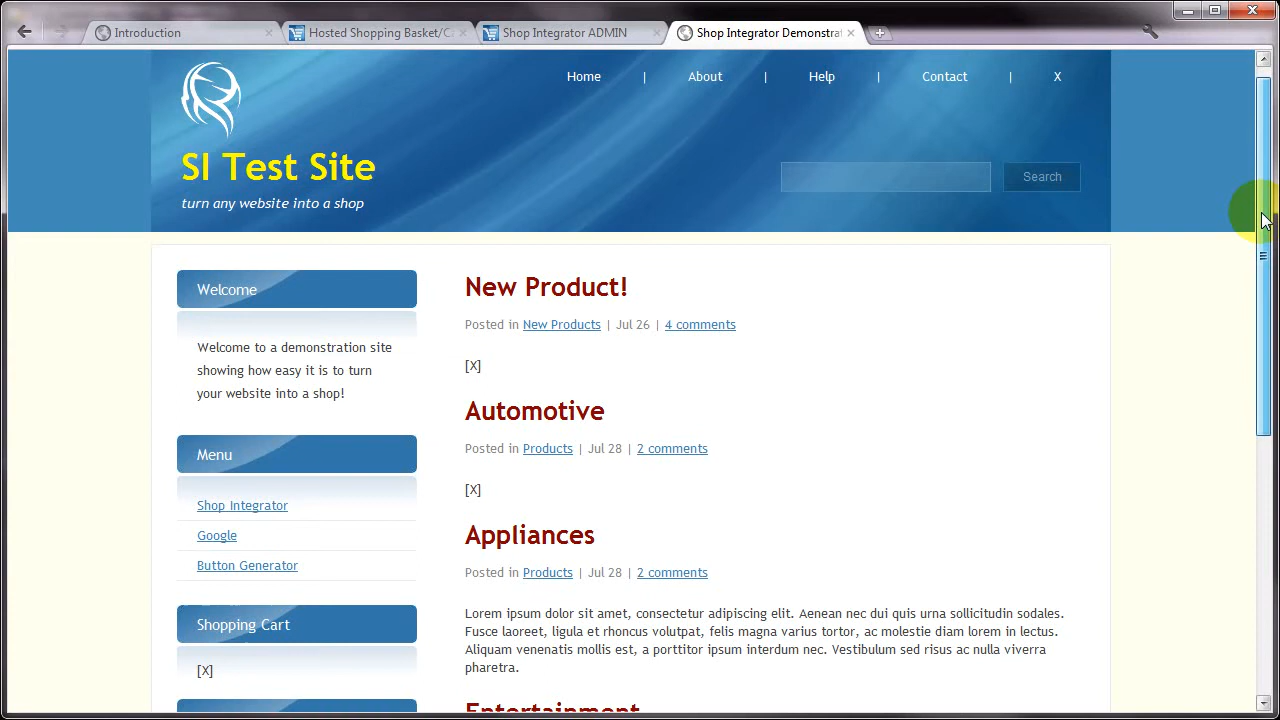 Introduction
Hosted Shopping Basket/Ca
Shop Integrator ADMIN
Shop Integrator Demonstrat
Home | About | Help | Contact | X
SI Test Site
turn any website into a shop
Search
Welcome
Welcome to a demonstration site
showing how easy it is to turn
your website into a shop!
Menu
Shop Integrator
Google
Button Generator
Shopping Cart
[X]
New Product!
Posted in New Products | Jul 26 | 4 comments
[X]
Automotive
Posted in Products | Jul 28 | 2 comments
[X]
Appliances
Posted in Products | Jul 28 | 2 comments
Lorem ipsum dolor sit amet, consectetur adipiscing elit. Aenean nec dui quis urna sollicitudin sodales.
Fusce laoreet, ligula et rhoncus volutpat, felis magna varius tortor, ac molestie diam lorem in lectus.
Aliquam venenatis mollis est, a porttitor ipsum interdum nec. Vestibulum sed risus ac nulla viverra
pharetra.
Entertainment